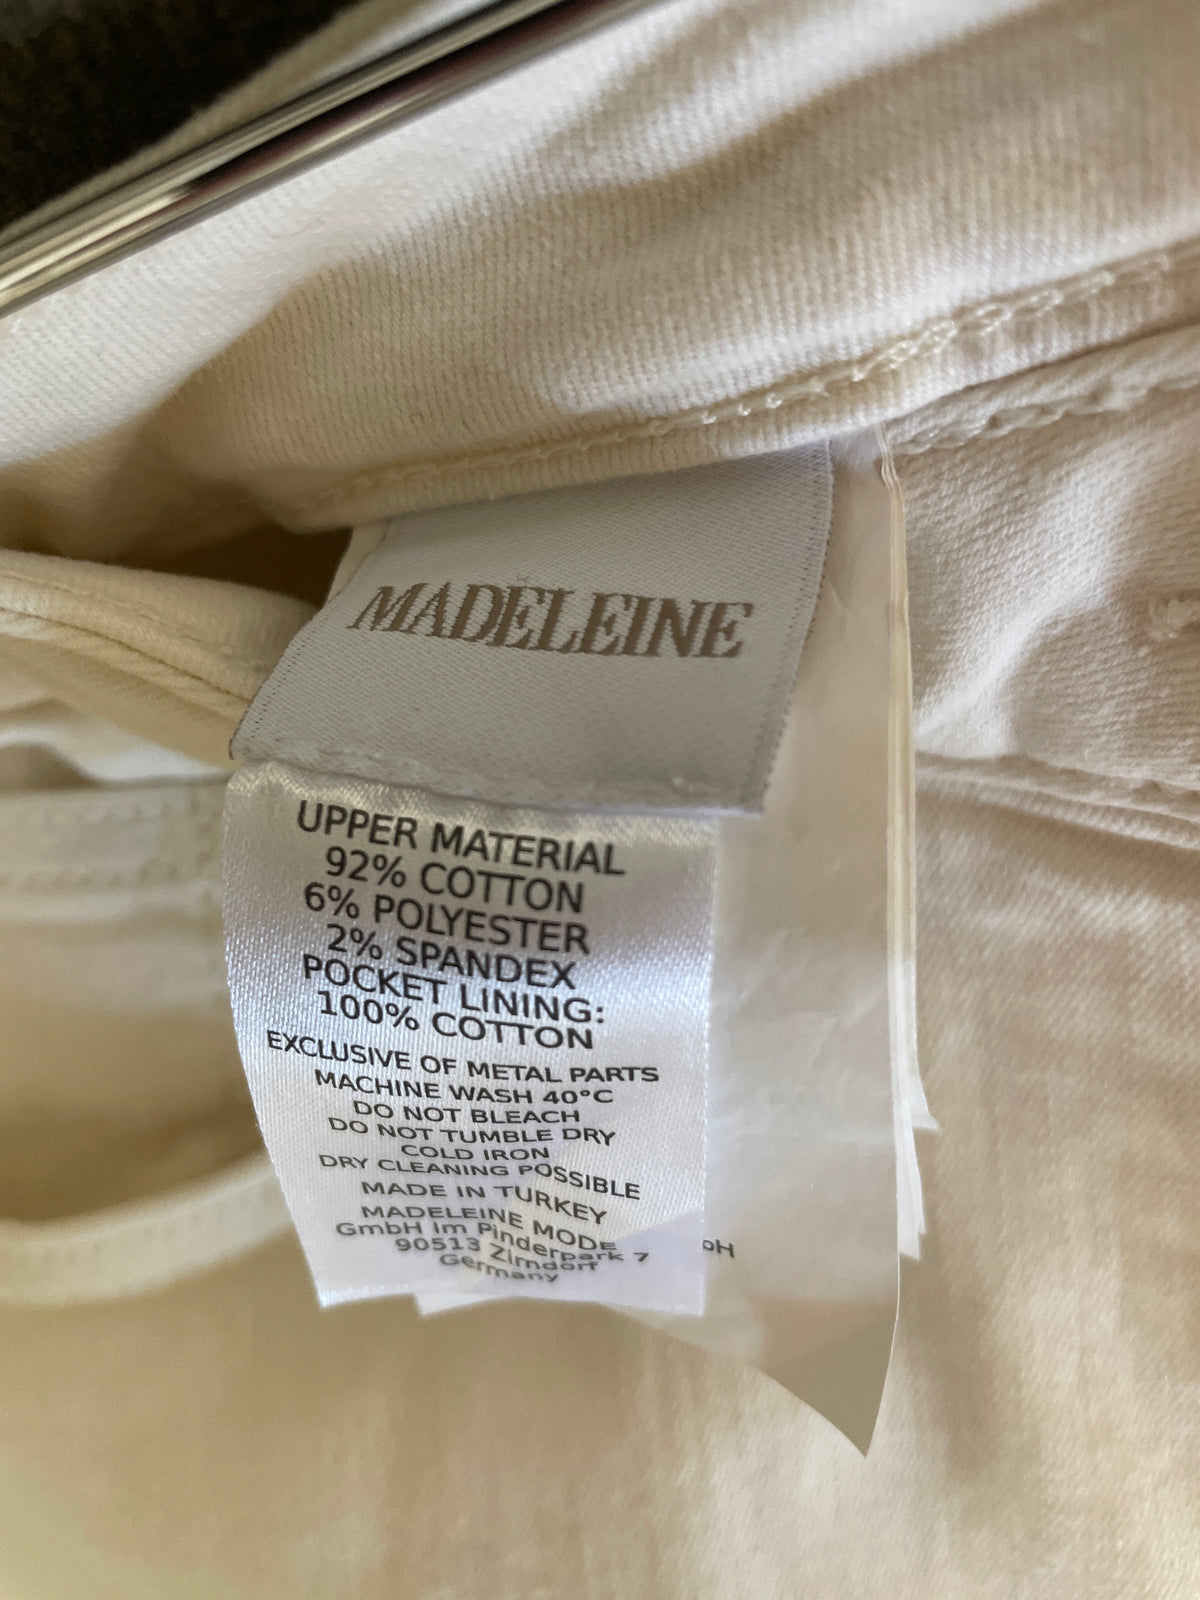 MADELEINE
UPPER MATERIAL
92% COTTON
6% POLYESTER
2% SPANDEX
POCKET LINING:
100% COTTON
EXCLUSIVE OF METAL PARTS
MACHINE WASH 40°C
DO NOT BLEACH
DO NOT TUMBLE DRY
COLD IRON
DRY CLEANING POSSIBLE
MADE IN TURKEY
MADELEINE MODE
GmbH Im Pinderpark 7
90513 Zirndorf
Germany